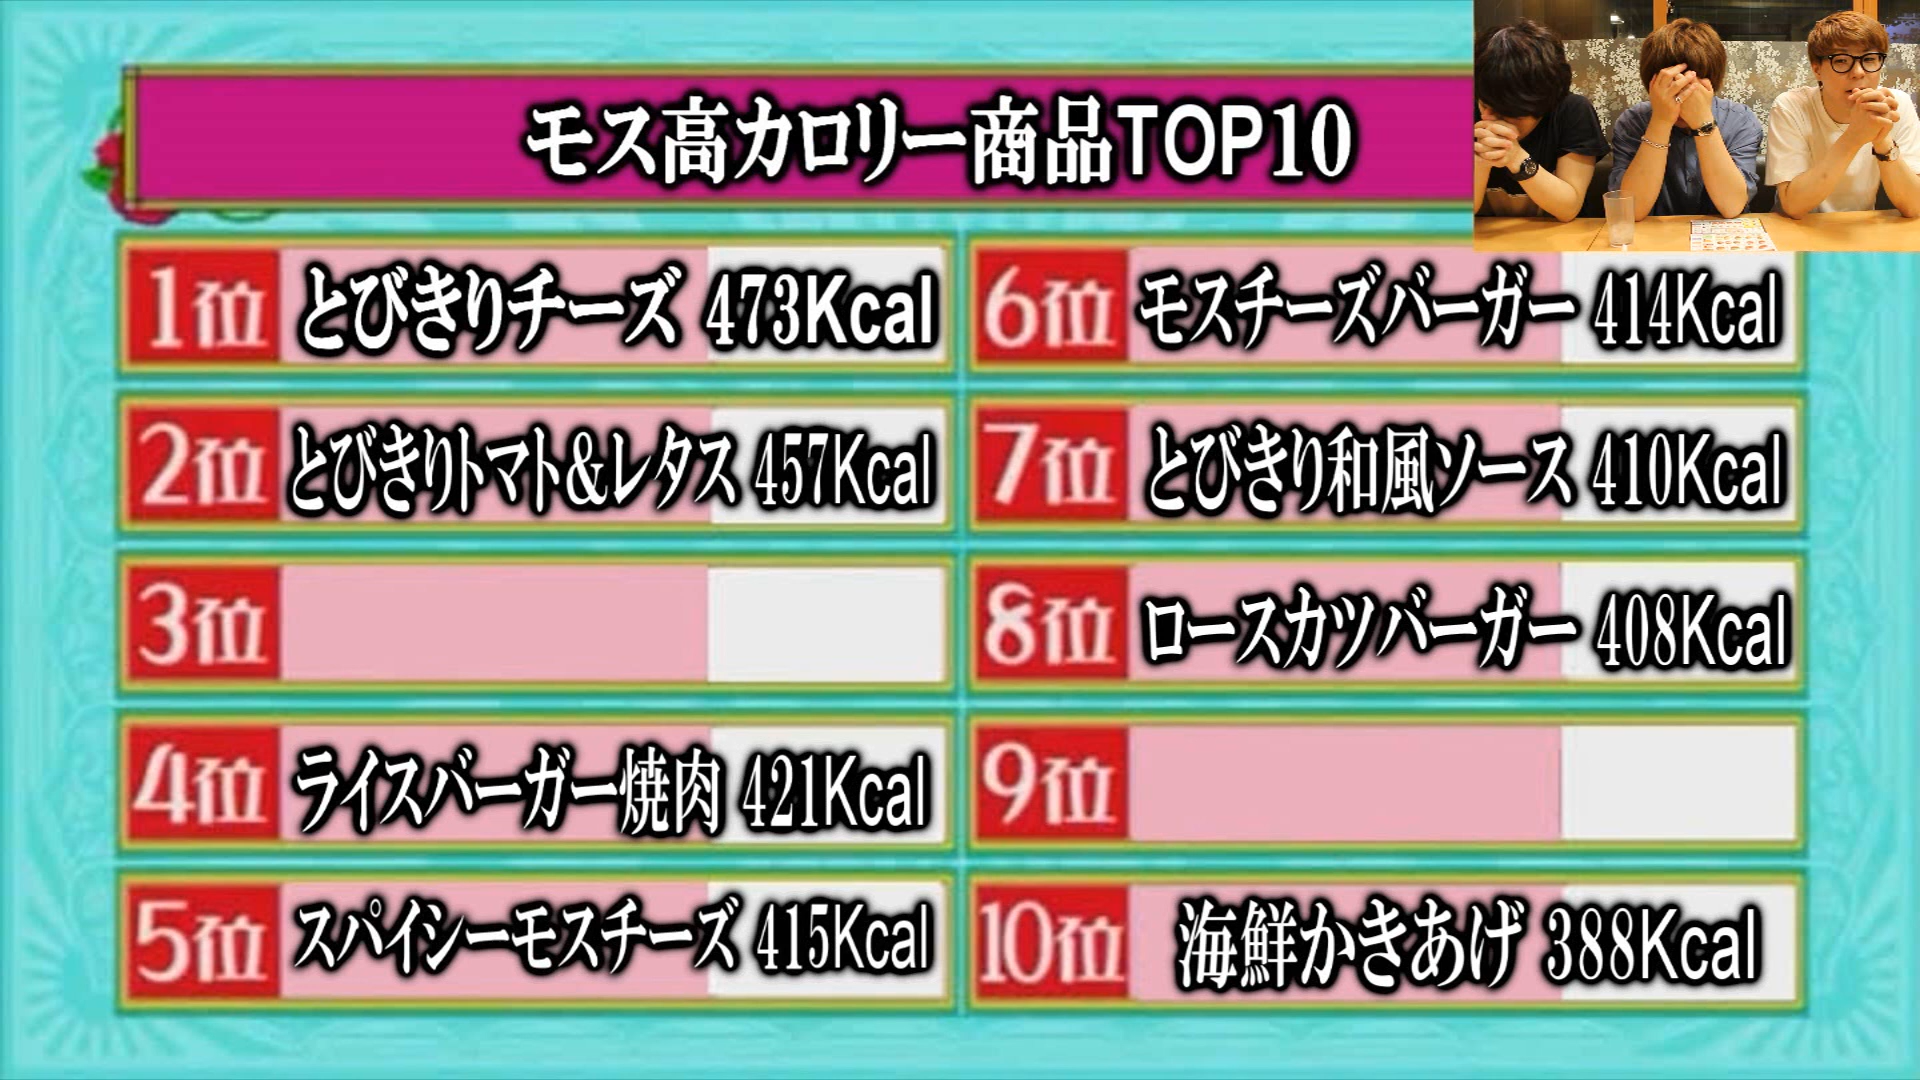 モス高カロリー商品TOP10
1位 とびきりチーズ 473Kcal
2位 とびきりトマト&レタス 457Kcal
3位
4位 ライスバーガー焼肉 421Kcal
5位 スパイシーモスチーズ 415Kcal
6位 モスチーズバーガー 414Kcal
7位 とびきり和風ソース 410Kcal
8位 ロースカツバーガー 408Kcal
9位
10位 海鮮かきあげ 388Kcal